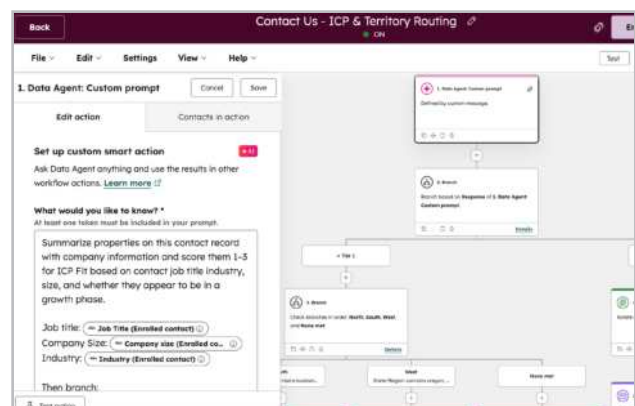 Back
Contact Us - ICP & Territory Routing
ON
File
Edit
Settings
View
Help
Test
1. Data Agent: Custom prompt
Cancel
Save
Edit action
Contacts in action
Set up custom smart action
AI
Ask Data Agent anything and use the results in other
workflow actions. Learn more
What would you like to know? *
At least one token must be included in your prompt.
Summarize properties on this contact record
with company information and score them 1-3
for ICP Fit based on contact job title industry,
size, and whether they appear to be in a
growth phase.
Job title: Job Title (Enrolled contact)
Company Size: Company size (Enrolled co...
Industry: Industry (Enrolled contact)
Then branch:
1. Data Agent: Custom prompt
Defined by custom message.
2. Branch
Branch based on Response of 1. Data Agent
Custom prompt
Details
Tier 1
3. Branch
Check branches in order: North, South, West,
and None met
Details
West
State/Region contains oregon, ...
None met